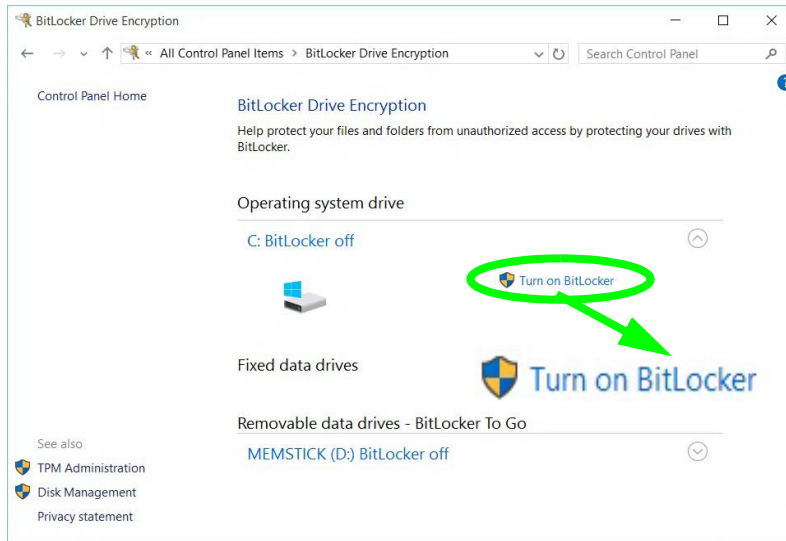 BitLocker Drive Encryption
« All Control Panel Items > BitLocker Drive Encryption
Search Control Panel
?
Control Panel Home
BitLocker Drive Encryption
Help protect your files and folders from unauthorized access by protecting your drives with
BitLocker.
Operating system drive
C: BitLocker off
Turn on BitLocker
Fixed data drives
Turn on BitLocker
Removable data drives - BitLocker To Go
MEMSTICK (D:) BitLocker off
See also
TPM Administration
Disk Management
Privacy statement